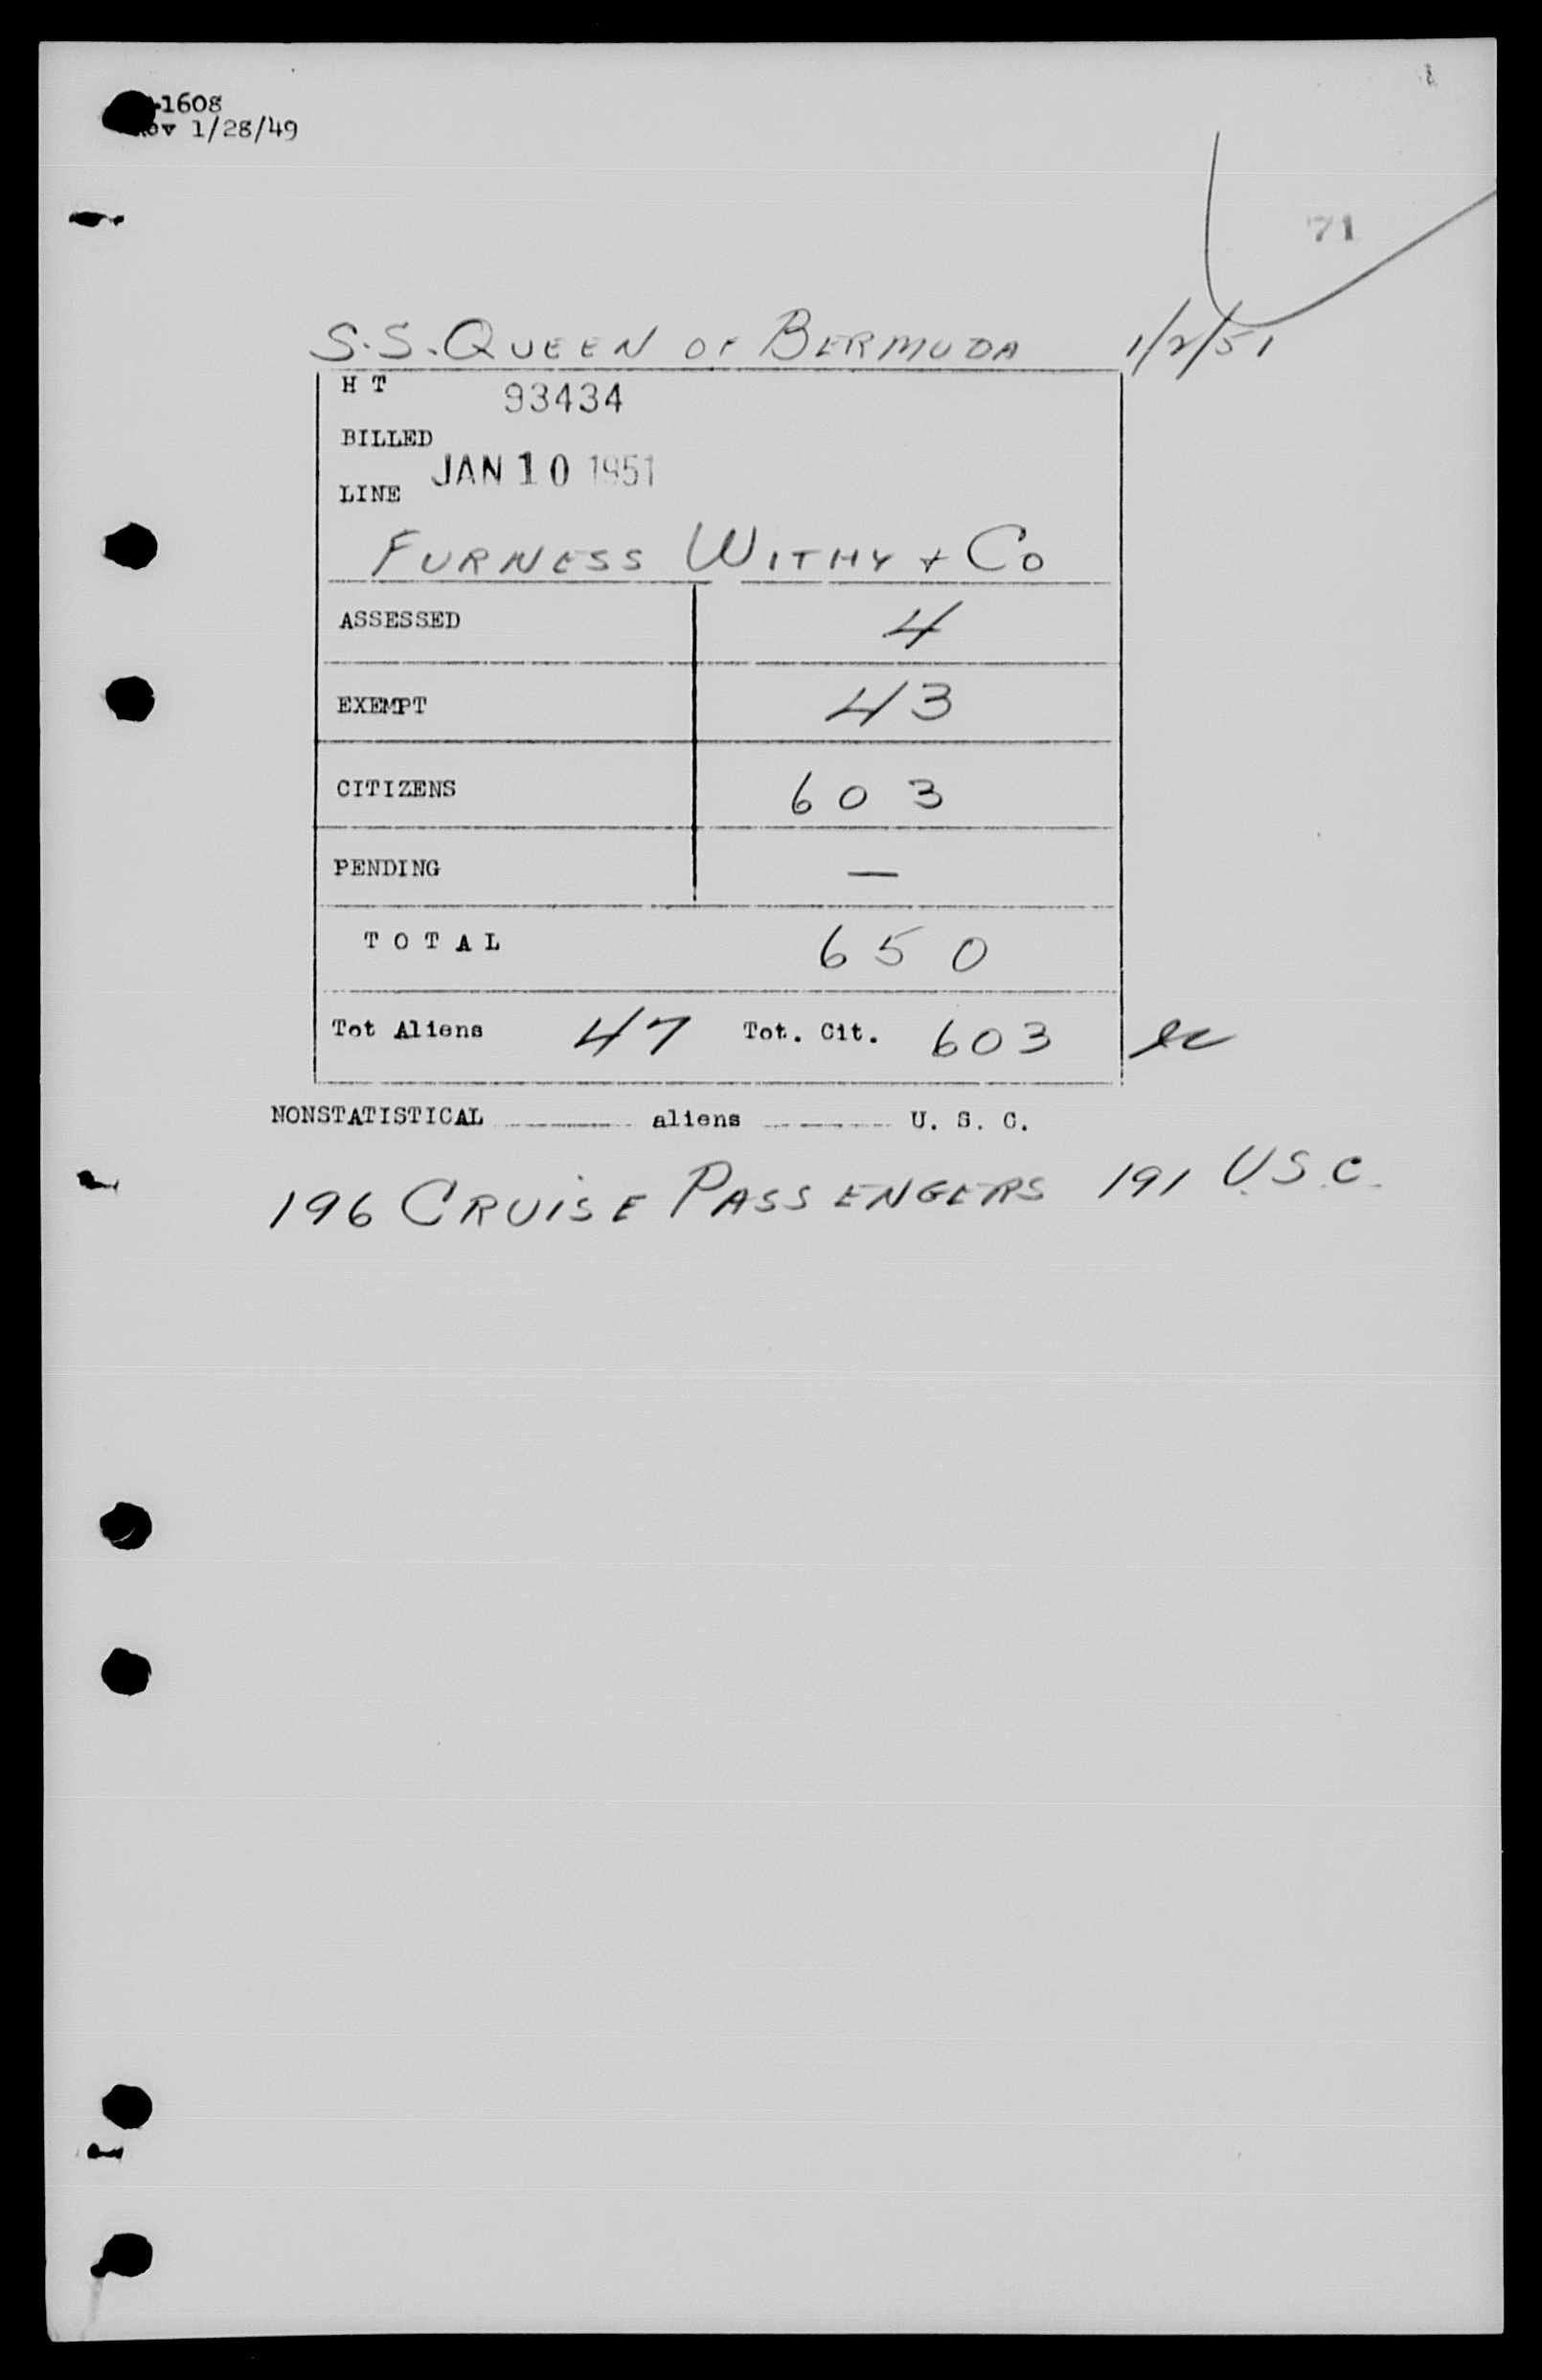 1608
1/28/49
71
S.S. QUEEN OF BERMUDA 1/2/51
H T 93434
BILLED
JAN 10 1951
LINE
FURNESS WITHY + CO
ASSESSED 4
EXEMPT 43
CITIZENS 603
PENDING —
TOTAL 650
Tot Aliens 47 Tot. Cit. 603
NONSTATISTICAL aliens U. S. C.
196 CRUISE PASSENGERS 191 U.S.C.